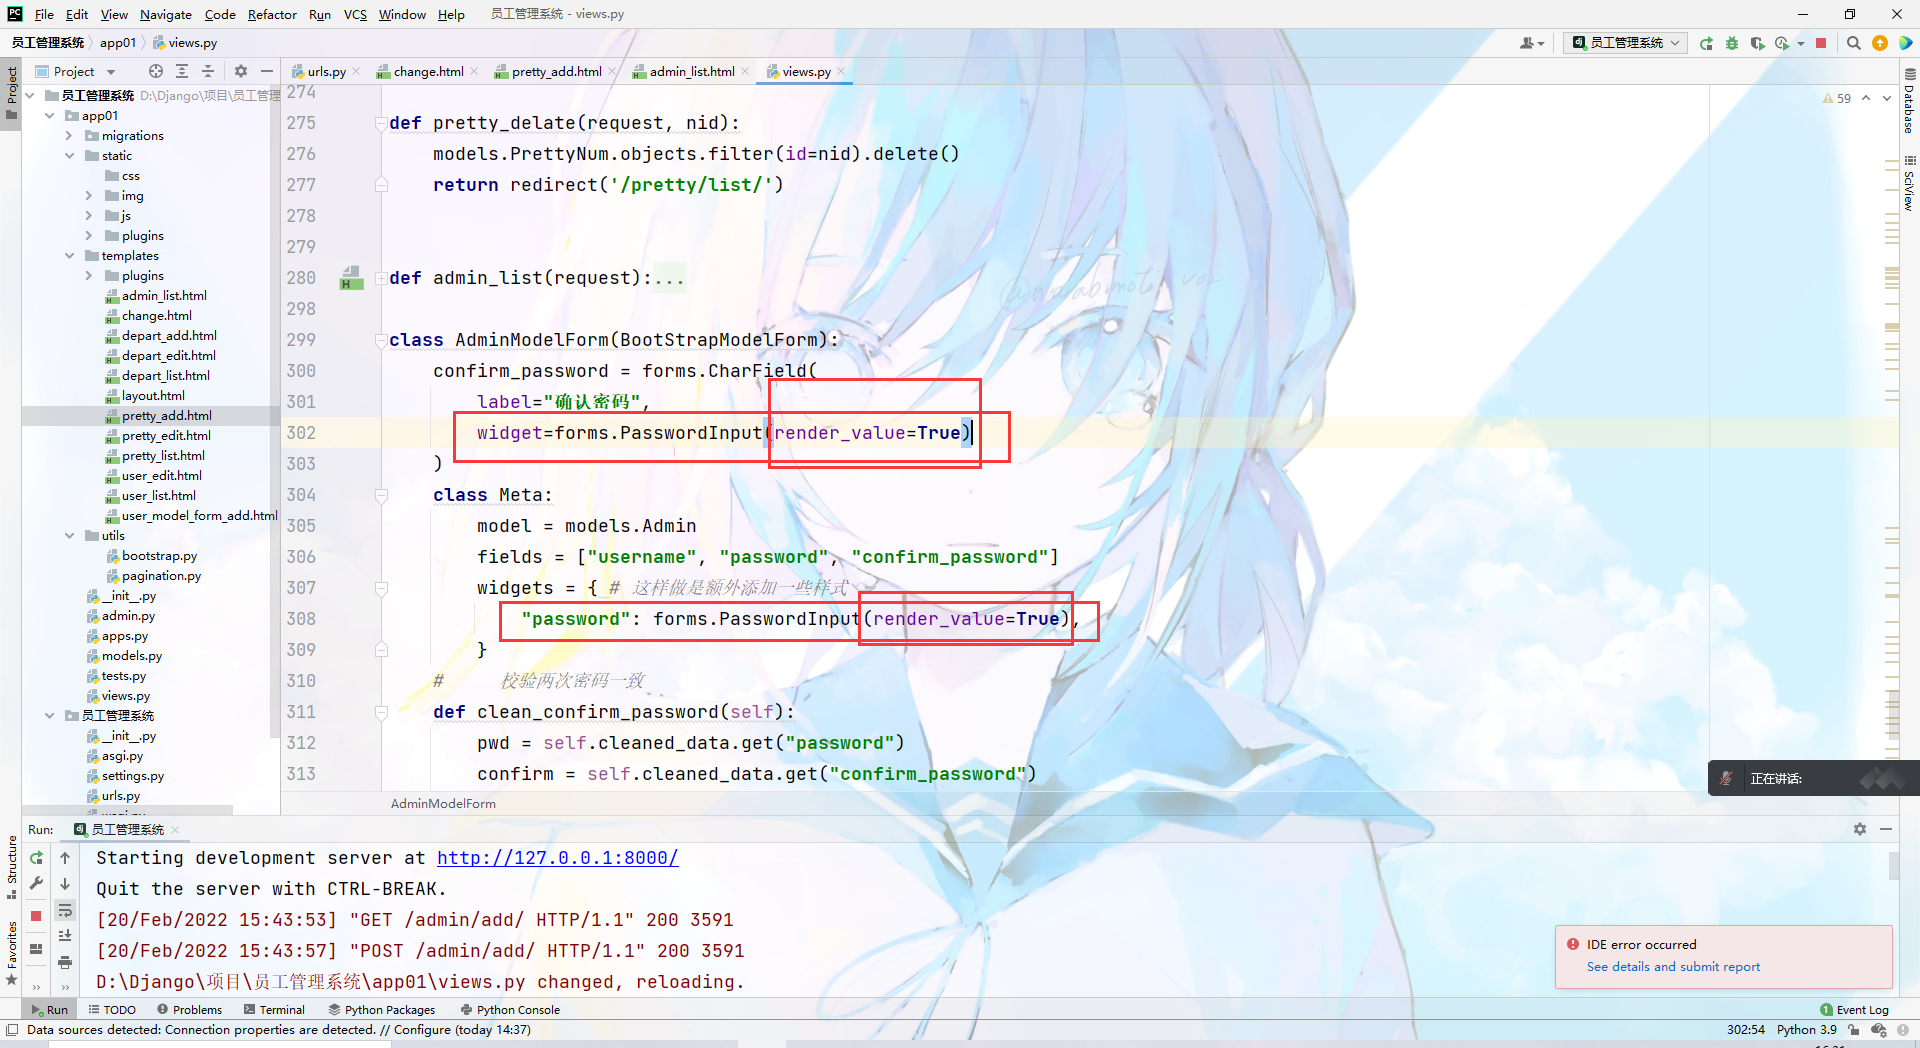 File Edit View Navigate Code Refactor Run VCS Window Help 员工管理系统 - views.py
员工管理系统 app01 views.py
员工管理系统
Project
urls.py change.html pretty_add.html admin_list.html views.py
员工管理系统 D:\Django\项目\员工管理
app01
migrations
static
css
img
js
plugins
templates
plugins
admin_list.html
change.html
depart_add.html
depart_edit.html
depart_list.html
layout.html
pretty_add.html
pretty_edit.html
pretty_list.html
user_edit.html
user_list.html
user_model_form_add.html
utils
bootstrap.py
pagination.py
__init__.py
admin.py
apps.py
models.py
tests.py
views.py
员工管理系统
__init__.py
asgi.py
settings.py
urls.py
274
275 def pretty_delate(request, nid):
276 models.PrettyNum.objects.filter(id=nid).delete()
277 return redirect('/pretty/list/')
278
279
280 def admin_list(request):...
298
299 class AdminModelForm(BootStrapModelForm):
300 confirm_password = forms.CharField(
301 label="确认密码",
302 widget=forms.PasswordInput(render_value=True)
303 )
304 class Meta:
305 model = models.Admin
306 fields = ["username", "password", "confirm_password"]
307 widgets = { # 这样做是额外添加一些样式
308 "password": forms.PasswordInput(render_value=True),
309 }
310 # 校验两次密码一致
311 def clean_confirm_password(self):
312 pwd = self.cleaned_data.get("password")
313 confirm = self.cleaned_data.get("confirm_password")
AdminModelForm
59
Project
Structure
Favorites
Database
SciView
正在讲话:
Run: 员工管理系统
Starting development server at http://127.0.0.1:8000/
Quit the server with CTRL-BREAK.
[20/Feb/2022 15:43:53] "GET /admin/add/ HTTP/1.1" 200 3591
[20/Feb/2022 15:43:57] "POST /admin/add/ HTTP/1.1" 200 3591
D:\Django\项目\员工管理系统\app01\views.py changed, reloading.
IDE error occurred
See details and submit report
Run TODO Problems Terminal Python Packages Python Console 1 Event Log
Data sources detected: Connection properties are detected. // Configure (today 14:37) 302:54 Python 3.9